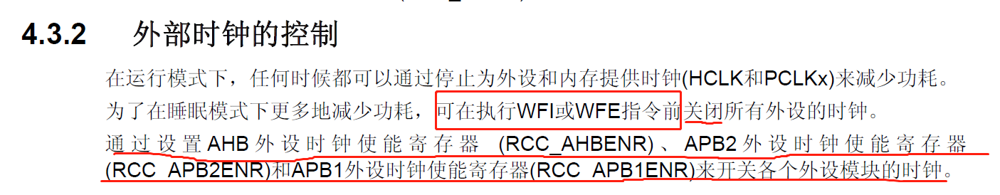 4.3.2 外部时钟的控制
在运行模式下，任何时候都可以通过停止为外设和内存提供时钟(HCLK和PCLKx)来减少功耗。
为了在睡眠模式下更多地减少功耗，可在执行WFI或WFE指令前关闭所有外设的时钟。
通过设置AHB外设时钟使能寄存器 (RCC_AHBENR)、APB2外设时钟使能寄存器
(RCC_APB2ENR)和APB1外设时钟使能寄存器(RCC_APB1ENR)来开关各个外设模块的时钟。